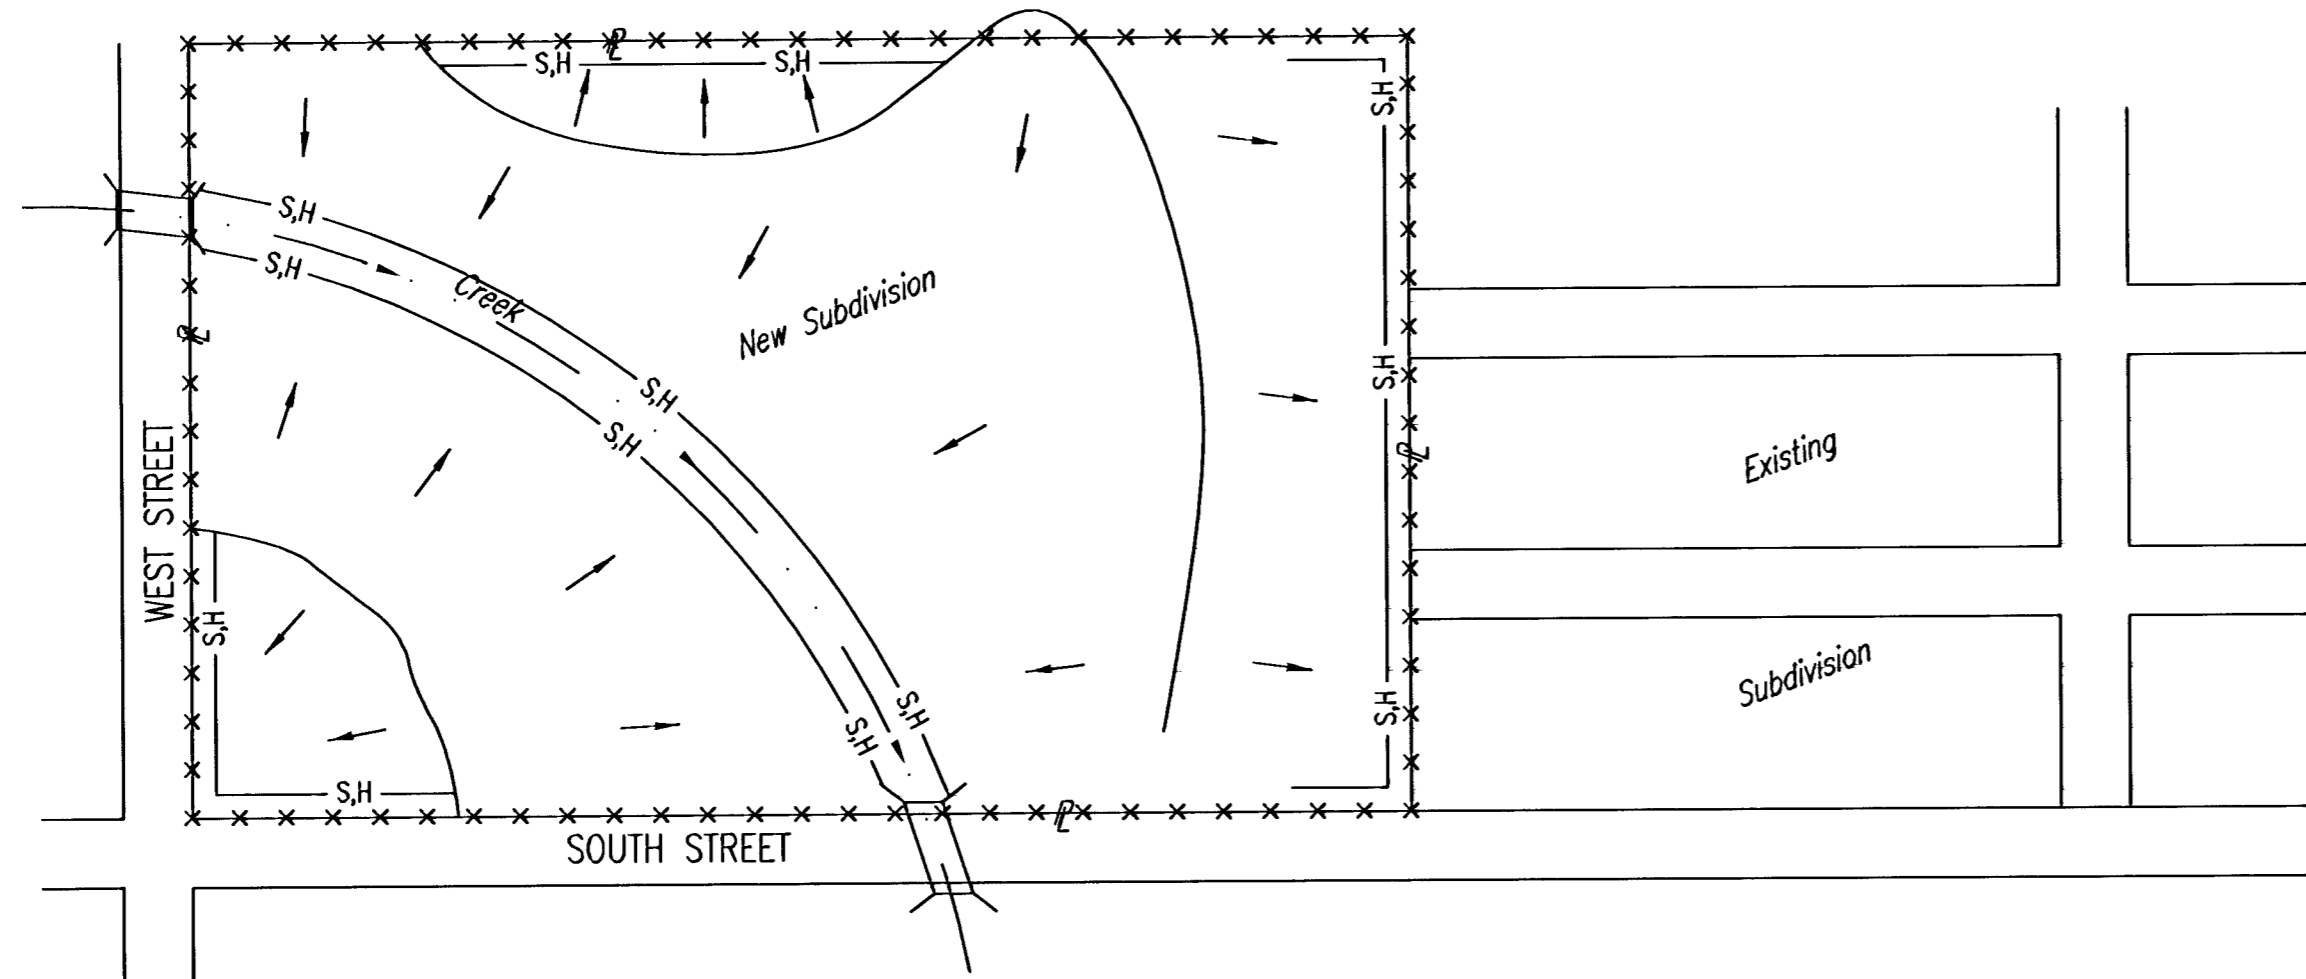 ℄
S,H S,H
S,H
S,H
S,H
Creek
New Subdivision
℄
S,H
S,H
S,H
℄
Existing
WEST STREET
S,H
Subdivision
S,H
S,H
S,H
S,H
℄
SOUTH STREET